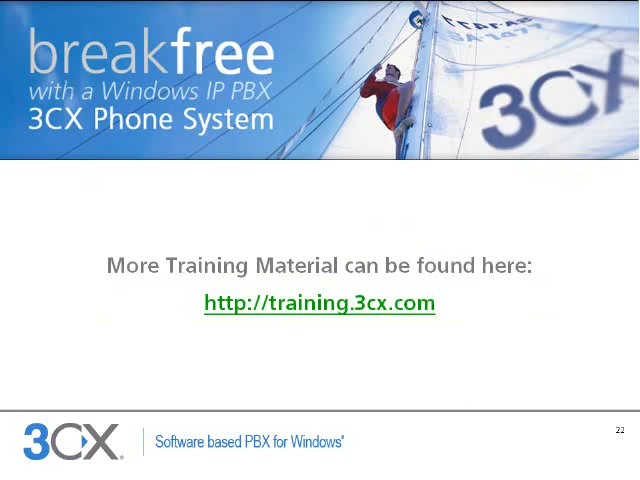 breakfree
with a Windows IP PBX
3CX Phone System
3CX
More Training Material can be found here:
http://training.3cx.com
3CX®
Software based PBX for Windows®
22